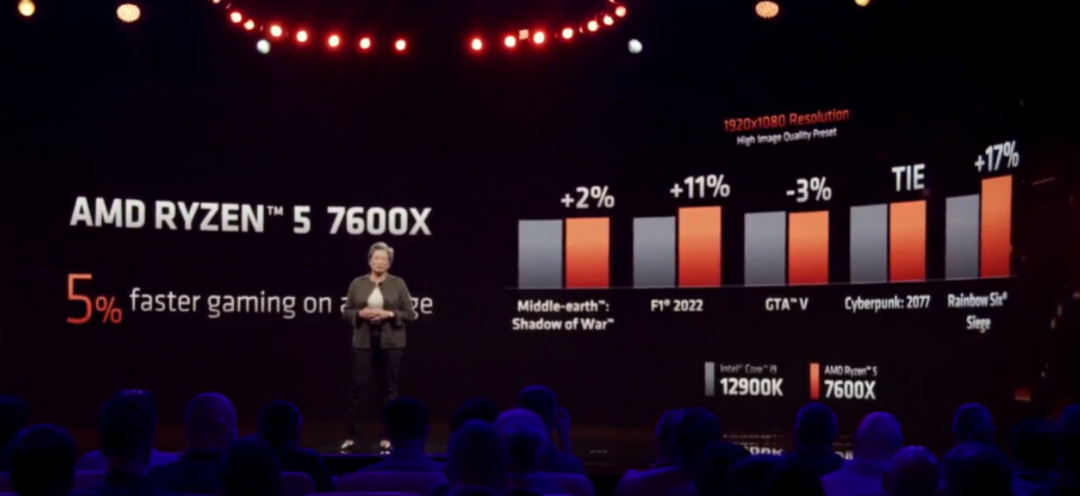 AMD RYZEN™ 5 7600X
5% faster gaming on
1920x1080 Resolution
High Image Quality Preset
+2%
+11%
-3%
TIE
+17%
Middle-earth™:
Shadow of War™
F1® 2022
GTA™ V
Cyberpunk: 2077
Rainbow Six®
Siege
Intel® Core™ i9
12900K
AMD Ryzen™ 5
7600X